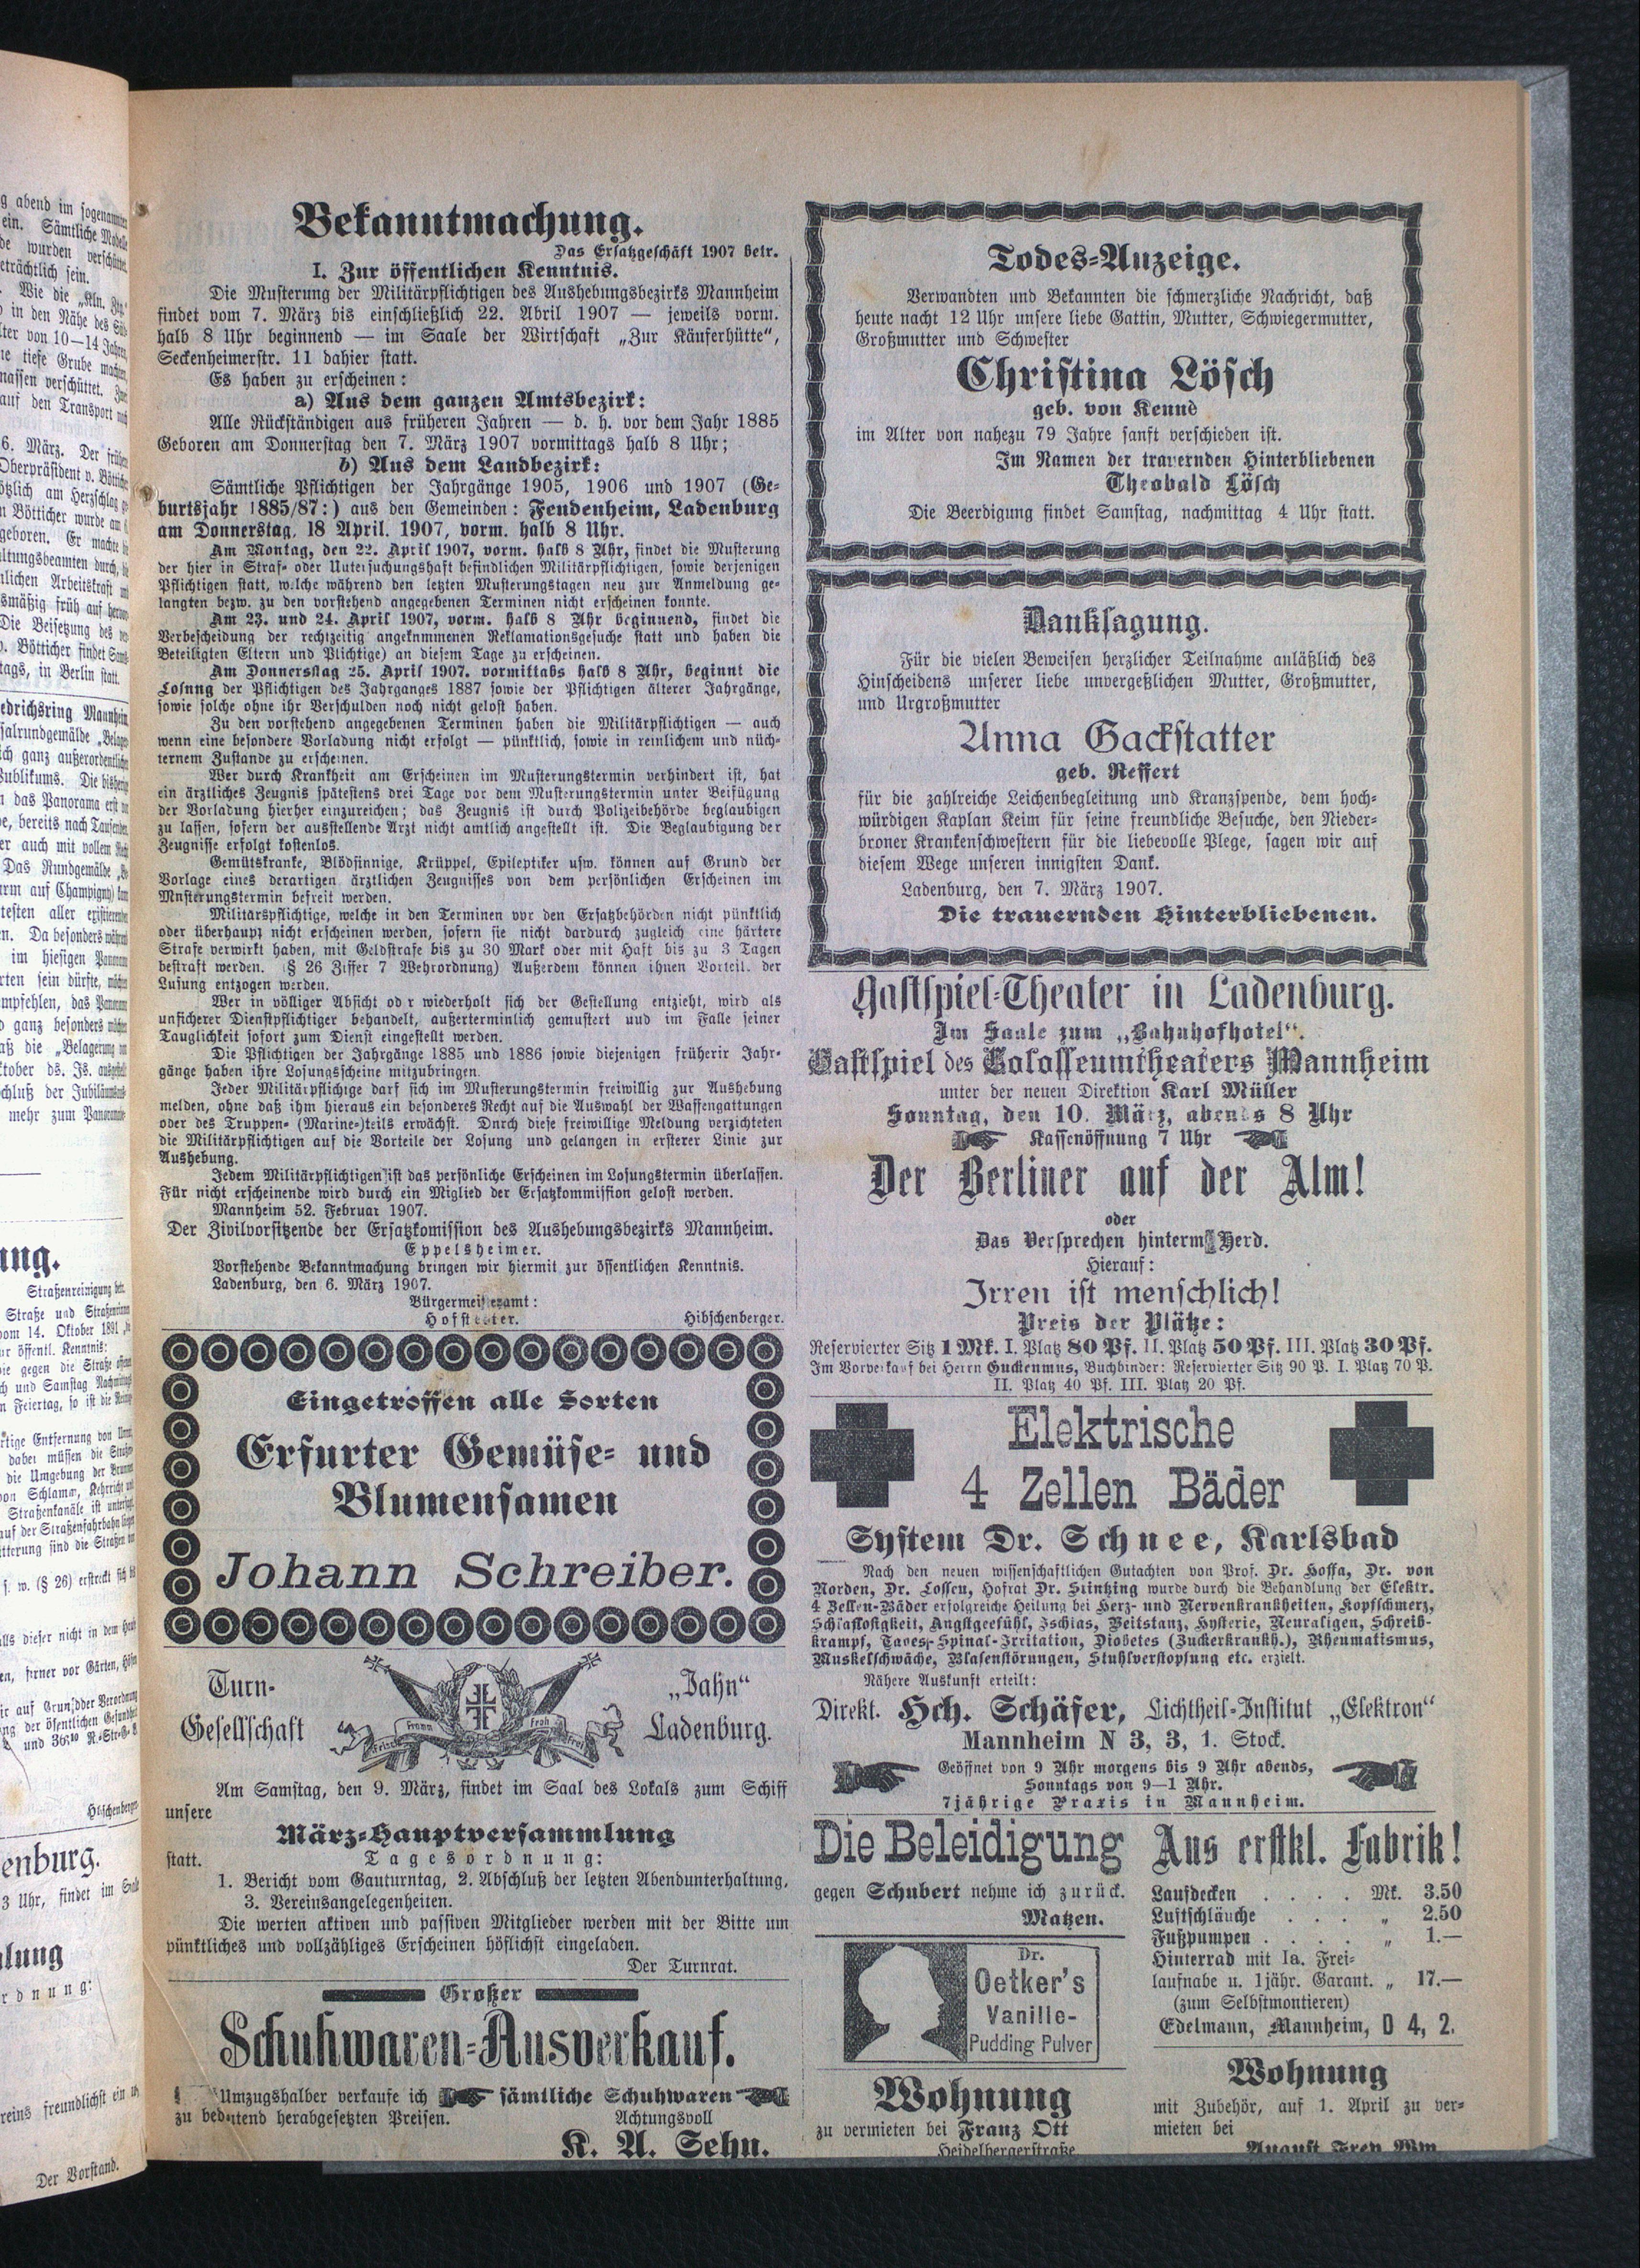 Bekanntmachung.
Das Ersatzgeschäft 1907 betr.
I. Zur öffentlichen Kenntnis.
Die Musterung der Militärpflichtigen des Aushebungsbezirks Mannheim
findet vom 7. März bis einschließlich 22. Abril 1907 — jeweils vorm.
halb 8 Uhr beginnend — im Saale der Wirtschaft „Zur Käuferhütte",
Seckenheimerstr. 11 dahier statt.
Es haben zu erscheinen:
a) Aus dem ganzen Amtsbezirk:
Alle Rückständigen aus früheren Jahren — d. h. vor dem Jahr 1885
Geboren am Donnerstag den 7. März 1907 vormittags halb 8 Uhr;
b) Aus dem Landbezirk:
Sämtliche Pflichtigen der Jahrgänge 1905, 1906 und 1907 (Ge-
burtsjahr 1885/87:) aus den Gemeinden: Feudenheim, Ladenburg
am Donnerstag, 18 April. 1907, vorm. halb 8 Uhr.
Am Montag, den 22. April 1907, vorm. halb 8 Uhr, findet die Musterung
der hier in Straf- oder Untersuchungshaft befindlichen Militärpflichtigen, sowie derjenigen
Pflichtigen statt, welche während den letzten Musterungstagen neu zur Anmeldung ge-
langten bezw. zu den vorstehend angegebenen Terminen nicht erscheinen konnte.
Am 23. und 24. April 1907, vorm. halb 8 Uhr beginnend, findet die
Verbescheidung der rechtzeitig angeknmmenen Reklamationsgesuche statt und haben die
Beteiligten Eltern und Plichtige) an diesem Tage zu erscheinen.
Am Donnerstag 25. April 1907. vormittabs halb 8 Uhr, beginnt die
Losung der Pflichtigen des Jahrganges 1887 sowie der Pflichtigen älterer Jahrgänge,
sowie solche ohne ihr Verschulden noch nicht gelost haben.
Zu den vorstehend angegebenen Terminen haben die Militärpflichtigen — auch
wenn eine besondere Vorladung nicht erfolgt — pünktlich, sowie in reinlichem und nüch-
ternem Zustande zu erscheinen.
Wer durch Krankheit am Erscheinen im Musterungstermin verhindert ist, hat
ein ärztliches Zeugnis spätestens drei Tage vor dem Musterungstermin unter Beifügung
der Vorladung hierher einzureichen; das Zeugnis ist durch Polizeibehörde beglaubigen
zu lassen, sofern der ausstellende Arzt nicht amtlich angestellt ist. Die Beglaubigung der
Zeugnisse erfolgt kostenlos.
Gemütskranke, Blödsinnige, Krüppel, Epileptiker usw. können auf Grund der
Vorlage eines derartigen ärztlichen Zeugnisses von dem persönlichen Erscheinen im
Mnsterungstermin befreit werden.
Militärspflichtige, welche in den Terminen vor den Ersatzbehörden nicht pünktlich
oder überhaupt nicht erscheinen werden, sofern sie nicht dardurch zugleich eine härtere
Strafe verwirkt haben, mit Geldstrafe bis zu 30 Mark oder mit Haft bis zu 3 Tagen
bestraft werden. (§ 26 Ziffer 7 Wehrordnung) Außerdem können ihnen Vorteil. der
Lusung entzogen werden.
Wer in völliger Absicht od r wiederholt sich der Gestellung entzieht, wird als
unsicherer Dienstpflichtiger behandelt, außerterminlich gemustert und im Falle seiner
Tauglichkeit sofort zum Dienst eingestellt werden.
Die Pflichtigen der Jahrgänge 1885 und 1886 sowie diejenigen früherir Jahr-
gänge haben ihre Losungsscheine mitzubringen.
Jeder Militärpflichige darf sich im Musterungstermin freiwillig zur Aushebung
melden, ohne daß ihm hieraus ein besonderes Recht auf die Auswahl der Waffengattungen
oder des Truppen- (Marine-)teils erwächst. Dnrch diese freiwillige Meldung verzichteten
die Militärpflichtigen auf die Vorteile der Losung und gelangen in ersterer Linie zur
Aushebung.
Jedem Militärpflichtigen ist das persönliche Erscheinen im Losungstermin überlassen.
Für nicht erscheinende wird durch ein Miglied der Ersatzkommission gelost werden.
Mannheim 52. Februar 1907.
Der Zivilvorsitzende der Ersatzkomission des Aushebungsbezirks Mannheim.
Eppelsheimer.
Vorstehende Bekanntmachung bringen wir hiermit zur öffentlichen Kenntnis.
Ladenburg, den 6. März 1907.
Bürgermeisteramt:
Hofstetter. Hibschenberger.
Eingetroffen alle Sorten
Erfurter Gemüse- und
Blumensamen
Johann Schreiber.
Turn- „Jahn"
Gesellschaft Ladenburg.
Frisch Fromm Froh Frei
Am Samstag, den 9. März, findet im Saal des Lokals zum Schiff
unsere
März-Hauptversammlung
statt. Tagesordnung:
1. Bericht vom Gauturntag, 2. Abschluß der letzten Abendunterhaltung,
3. Vereinsangelegenheiten.
Die werten aktiven und passiven Mitglieder werden mit der Bitte um
pünktliches und vollzähliges Erscheinen höflichst eingeladen.
Der Turnrat.
Großer
Schuhwaren-Ausverkauf.
Umzugshalber verkaufe ich sämtliche Schuhwaren
zu bedeutend herabgesetzten Preisen. Achtungsvoll
K. A. Sehn.
Todes-Anzeige.
Verwandten und Bekannten die schmerzliche Nachricht, daß
heute nacht 12 Uhr unsere liebe Gattin, Mutter, Schwiegermutter,
Großmutter und Schwester
Christina Lösch
geb. von Kenne
im Alter von nahezu 79 Jahre sanft verschieden ist.
Im Namen der trauernden Hinterbliebenen
Theobald Lösch
Die Beerdigung findet Samstag, nachmittag 4 Uhr statt.
Danksagung.
Für die vielen Beweisen herzlicher Teilnahme anläßlich des
Hinscheidens unserer liebe unvergeßlichen Mutter, Großmutter,
und Urgroßmutter
Anna Gackstatter
geb. Reffert
für die zahlreiche Leichenbegleitung und Kranzspende, dem hoch-
würdigen Kaplan Keim für seine freundliche Besuche, den Nieder-
broner Krankenschwestern für die liebevolle Plege, sagen wir auf
diesem Wege unseren innigsten Dank.
Ladenburg, den 7. März 1907.
Die trauernden Hinterbliebenen.
Gastspiel-Theater in Ladenburg.
Im Saale zum „Bahnhofhotel".
Gastspiel des Colosseumtheaters Mannheim
unter der neuen Direktion Karl Müller
Sonntag, den 10. März, abends 8 Uhr
Kassenöffnung 7 Uhr
Der Berliner auf der Alm!
oder
Das Versprechen hinterm Herd.
Hierauf:
Irren ist menschlich!
Preis der Plätze:
Reservierter Sitz 1 Mk. I. Platz 80 Pf. II. Platz 50 Pf. III. Platz 30 Pf.
Im Vorverkauf bei Herrn Guckenmus, Buchbinder: Reservierter Sitz 90 P. I. Platz 70 P.
II. Platz 40 Pf. III. Platz 20 Pf.
Elektrische
4 Zellen Bäder
System Dr. Schnee, Karlsbad
Nach den neuen wissenschaftlichen Gutachten von Prof. Dr. Hoffa, Dr. von
Norden, Dr. Lossen, Hofrat Dr. Stintzing wurde durch die Behandlung der Elektr.
4 Zellen-Bäder erfolgreiche Heilung bei Herz- und Nervenkrankheiten, Kopfschmerz,
Schlaflosigkeit, Angstgefühl, Ischias, Veitstanz, Hysterie, Neuraligen, Schreib-
krampf, Taves, Spinal-Irritation, Diobetes (Zuckerkrankh.), Rheumatismus,
Muskelschwäche, Blasenstörungen, Stuhlverstopfung etc. erzielt.
Nähere Auskunft erteilt:
Direkt. Hch. Schäfer, Lichtheil-Institut „Elektron"
Mannheim N 3, 3, 1. Stock.
Geöffnet von 9 Uhr morgens bis 9 Uhr abends,
Sonntags von 9—1 Uhr.
7jährige Praxis in Mannheim.
Die Beleidigung
gegen Schubert nehme ich zurück.
Matzen.
Dr.
Oetker's
Vanille-
Pudding Pulver
Wohnung
zu vermieten bei Franz Ott
Heidelbergerstraße
Aus erstkl. Fabrik!
Laufdecken . . . . Mk. 3.50
Luftschläuche . . . „ 2.50
Fußpumpen . . . . „ 1.—
Hinterrad mit Ia. Frei-
laufnabe u. 1jähr. Garant. „ 17.—
(zum Selbstmontieren)
Edelmann, Mannheim, D 4, 2.
Wohnung
mit Zubehör, auf 1. April zu ver-
mieten bei
August Frey Wm.